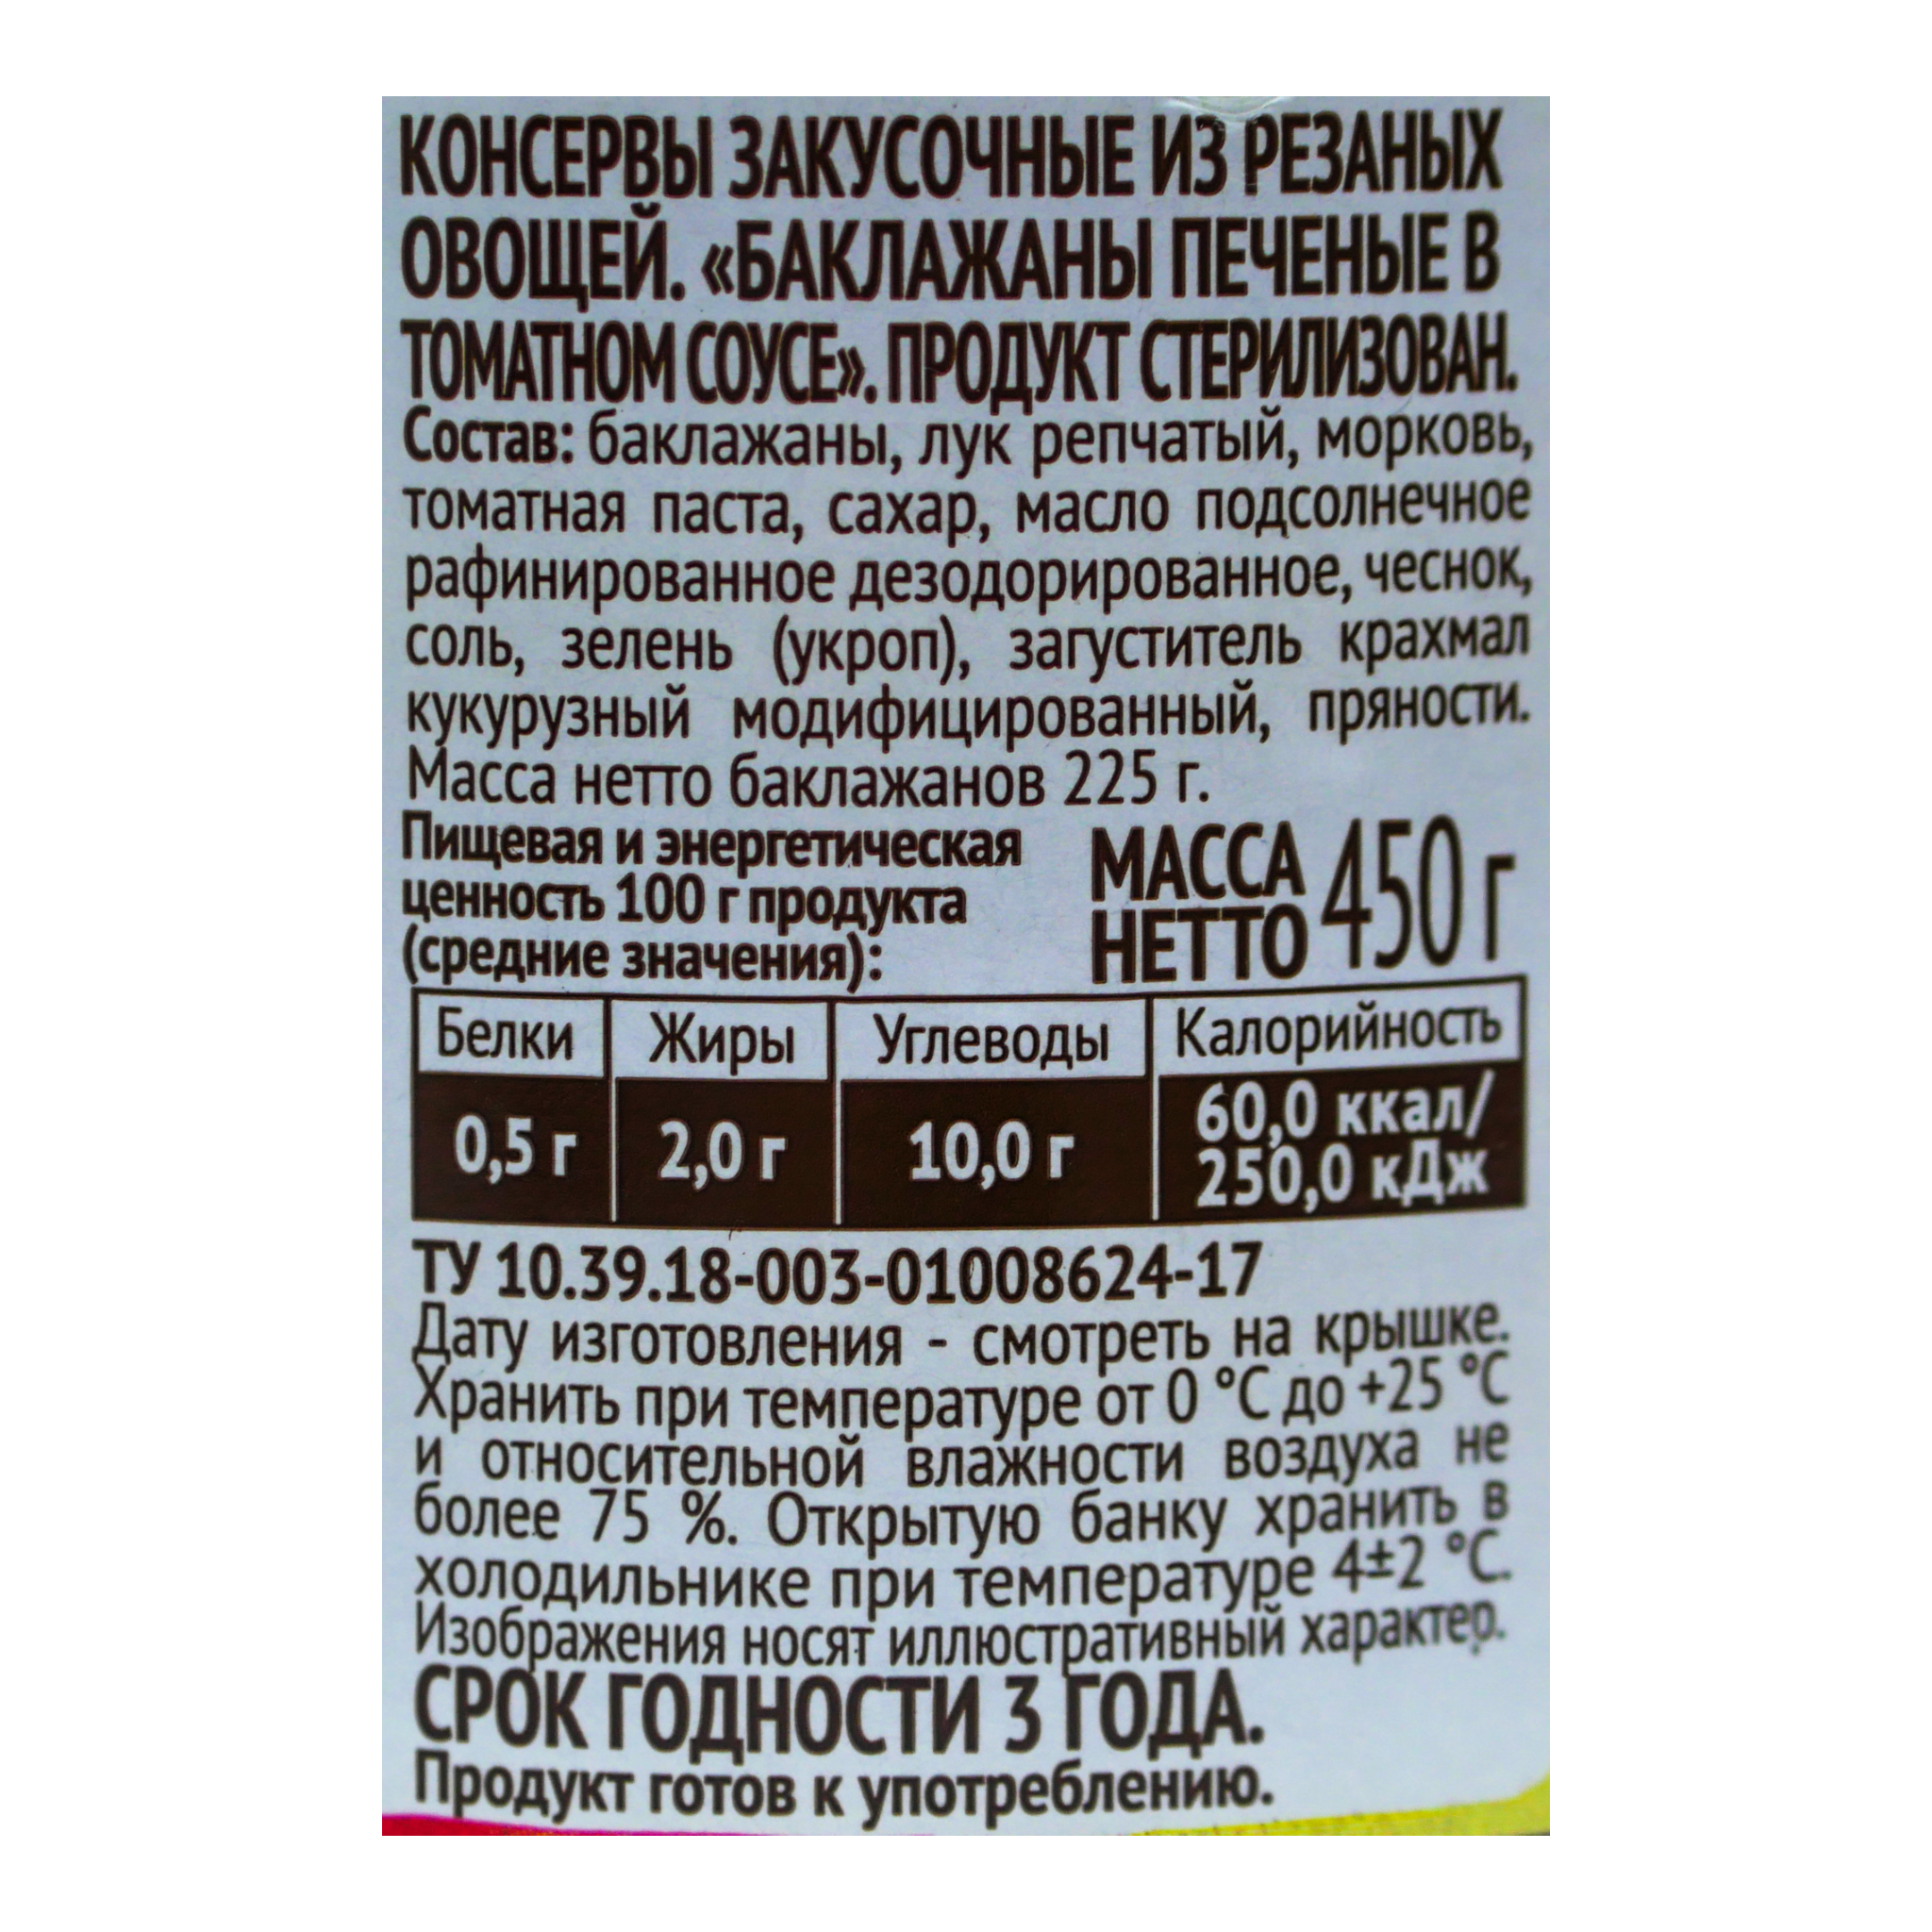 КОНСЕРВЫ ЗАКУСОЧНЫЕ ИЗ РЕЗАНЫХ
ОВОЩЕЙ. «БАКЛАЖАНЫ ПЕЧЕНЫЕ В
ТОМАТНОМ СОУСЕ». ПРОДУКТ СТЕРИЛИЗОВАН.
Состав: баклажаны, лук репчатый, морковь,
томатная паста, сахар, масло подсолнечное
рафинированное дезодорированное, чеснок,
соль, зелень (укроп), загуститель крахмал
кукурузный модифицированный, пряности.
Масса нетто баклажанов 225 г.
Пищевая и энергетическая
ценность 100 г продукта
(средние значения):
МАССА
НЕТТО 450 г
Белки Жиры Углеводы Калорийность
0,5 г 2,0 г 10,0 г 60,0 ккал/
250,0 кДж
ТУ 10.39.18-003-01008624-17
Дату изготовления - смотреть на крышке.
Хранить при температуре от 0 °С до +25 °С
и относительной влажности воздуха не
более 75 %. Открытую банку хранить в
холодильнике при температуре 4±2 °С.
Изображения носят иллюстративный характер.
СРОК ГОДНОСТИ 3 ГОДА.
Продукт готов к употреблению.